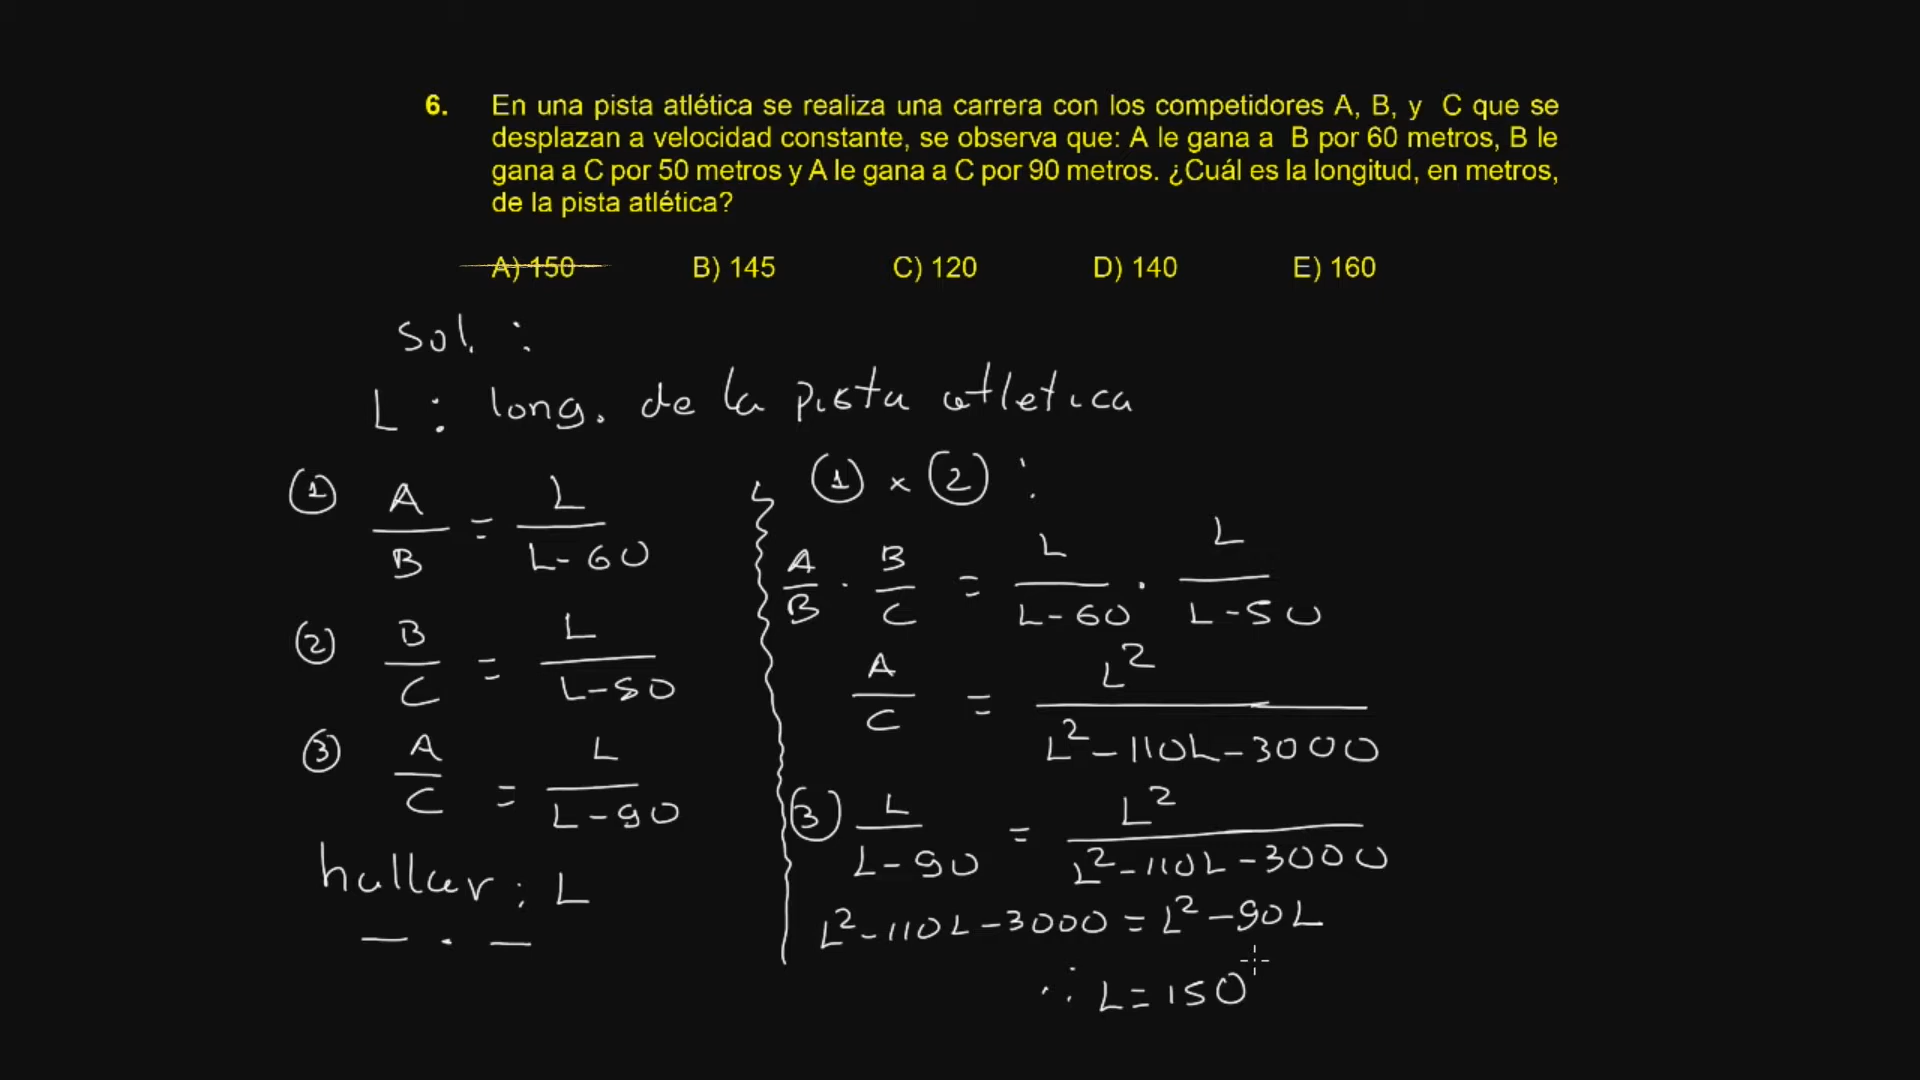 6. En una pista atlética se realiza una carrera con los competidores A, B, y C que se
desplazan a velocidad constante, se observa que: A le gana a B por 60 metros, B le
gana a C por 50 metros y A le gana a C por 90 metros. ¿Cuál es la longitud, en metros,
de la pista atlética?
A) 150 B) 145 C) 120 D) 140 E) 160
Sol. :
L : long. de la pista atletica
① A/B = L/(L-60)
② B/C = L/(L-50)
③ A/C = L/(L-90)
hallar : L
— . —
① × ② :
A/B · B/C = L/(L-60) · L/(L-50)
A/C = L²/(L²-110L-3000)
③ L/(L-90) = L²/(L²-110L-3000)
L²-110L-3000 = L²-90L
∴ L=150